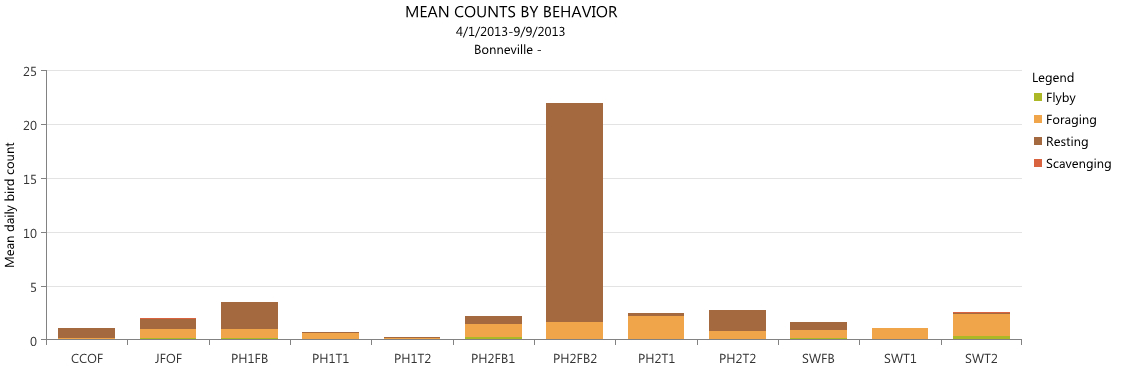 MEAN COUNTS BY BEHAVIOR
4/1/2013-9/9/2013
Bonneville -
Mean daily bird count
25
20
15
10
5
0
CCOF JFOF PH1FB PH1T1 PH1T2 PH2FB1 PH2FB2 PH2T1 PH2T2 SWFB SWT1 SWT2
Legend
Flyby
Foraging
Resting
Scavenging